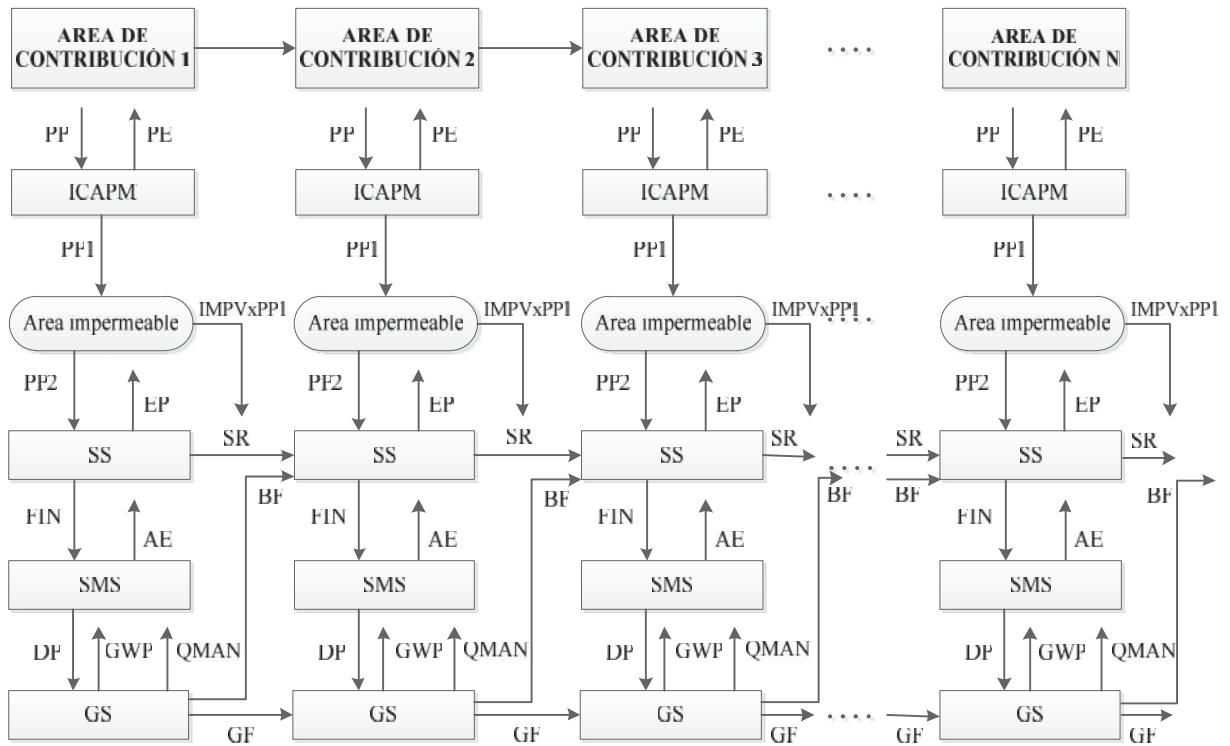 AREA DE CONTRIBUCIÓN 1
AREA DE CONTRIBUCIÓN 2
AREA DE CONTRIBUCIÓN 3
. . . .
AREA DE CONTRIBUCIÓN N
PP PE PP PE PP PE PP PE
ICAPM ICAPM ICAPM . . . . ICAPM
PP1 PP1 PP1 PP1
Area impermeable IMPVxPP1 Area impermeable IMPVxPP1 Area impermeable IMPVxPP1 . . . . Area impermeable IMPVxPP1
PP2 EP PP2 EP PP2 EP PP2 EP
SR SR SR SR SR
SS SS SS . . . . SS
BF BF BF BF BF
FIN AE FIN AE FIN AE FIN AE
SMS SMS SMS SMS
DP GWP QMAN DP GWP QMAN DP GWP QMAN DP GWP QMAN
GS GS GS . . . . GS
GF GF GF GF GF